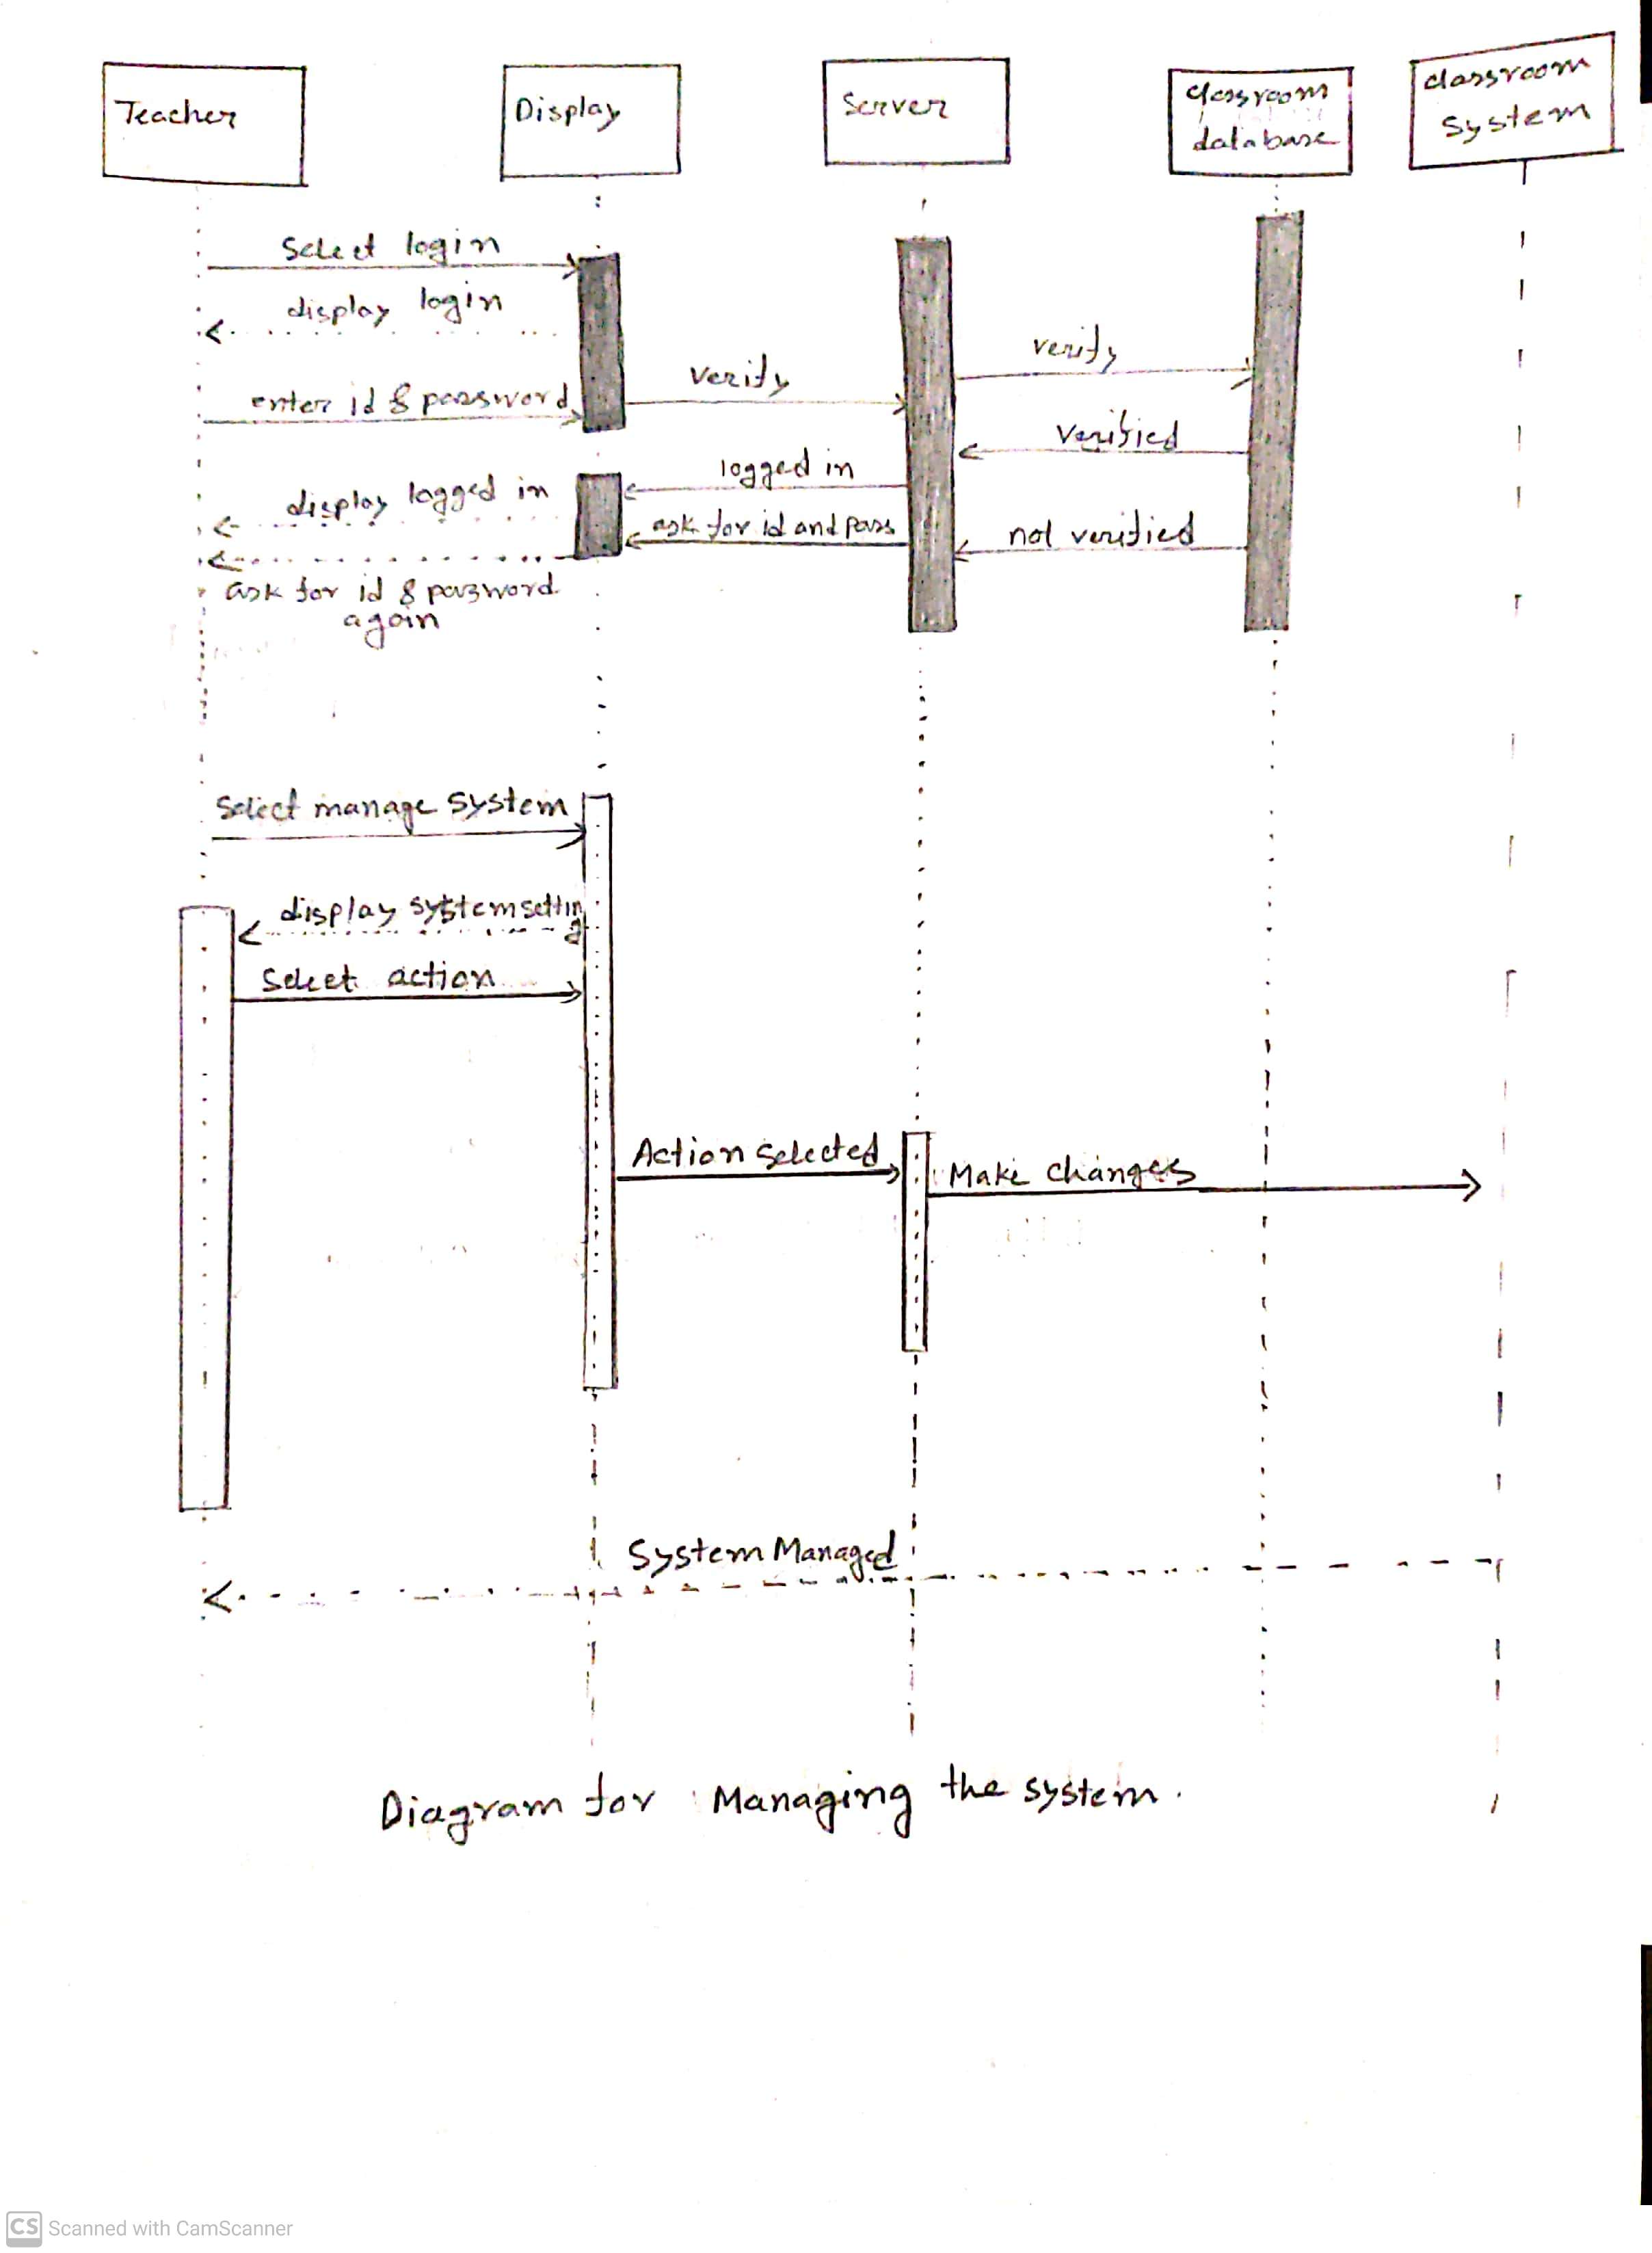 Teacher
Display
Server
classroom
database
classroom
system
Select login
display login
enter id & password
verify
verify
verified
logged in
display logged in
ask for id and pass
not verified
ask for id & password
again
Select manage system
display system settin
Select action
Action Selected
Make changes
System Managed
Diagram for Managing the system.
CS Scanned with CamScanner